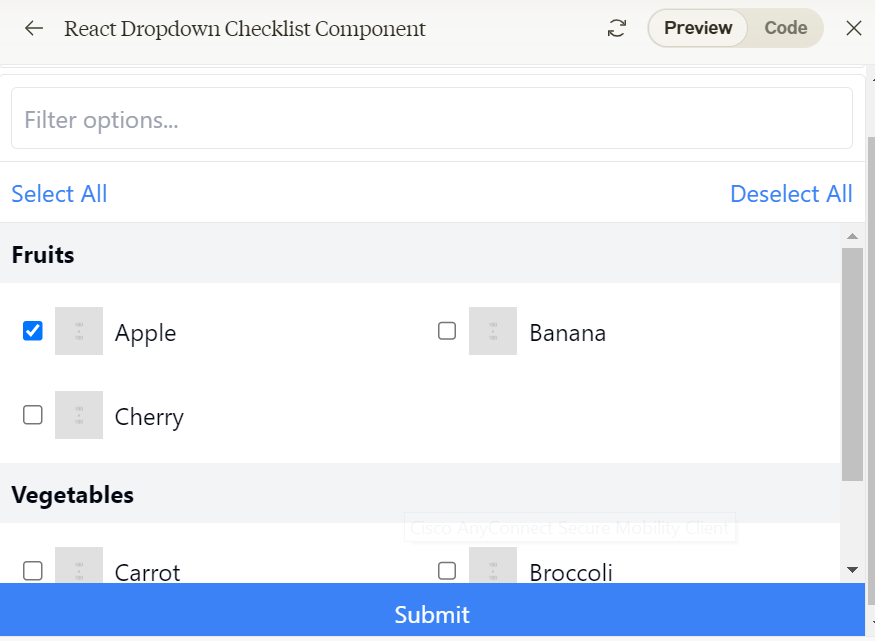 React Dropdown Checklist Component
Preview
Code
Filter options...
Select All
Deselect All
Fruits
Apple
Banana
Cherry
Vegetables
Cisco AnyConnect Secure Mobility Client
Carrot
Broccoli
Submit